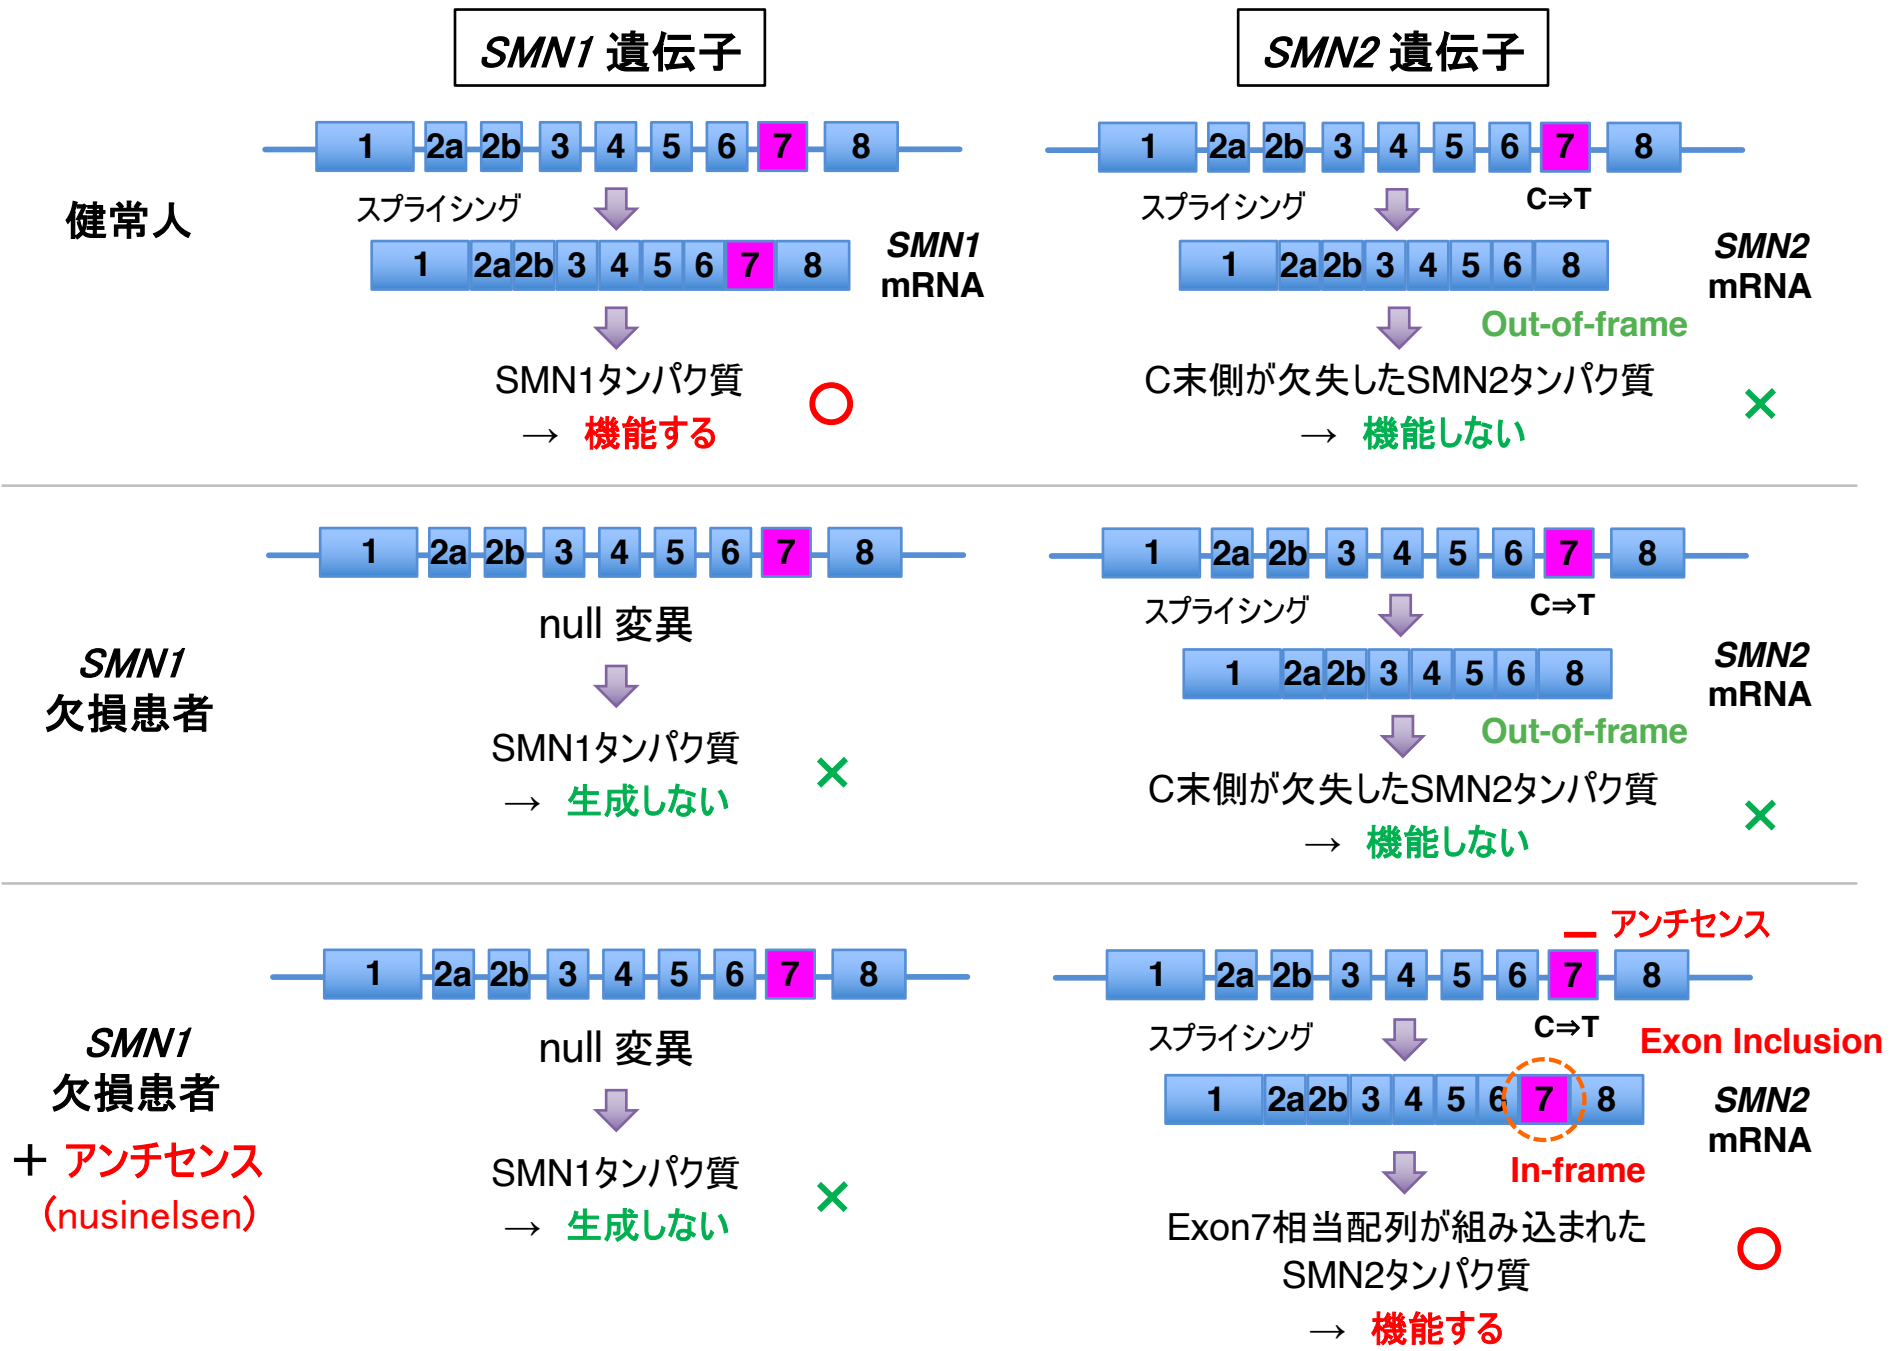 SMN1 遺伝子
SMN2 遺伝子
健常人
1 2a 2b 3 4 5 6 7 8
スプライシング
1 2a 2b 3 4 5 6 7 8
SMN1
mRNA
SMN1タンパク質
→ 機能する
1 2a 2b 3 4 5 6 7 8
スプライシング
C⇒T
1 2a 2b 3 4 5 6 8
SMN2
mRNA
Out-of-frame
C末側が欠失したSMN2タンパク質
→ 機能しない
×
SMN1
欠損患者
1 2a 2b 3 4 5 6 7 8
null 変異
SMN1タンパク質
→ 生成しない
×
1 2a 2b 3 4 5 6 7 8
スプライシング
C⇒T
1 2a 2b 3 4 5 6 8
SMN2
mRNA
Out-of-frame
C末側が欠失したSMN2タンパク質
→ 機能しない
×
SMN1
欠損患者
＋ アンチセンス
(nusinelsen)
1 2a 2b 3 4 5 6 7 8
null 変異
SMN1タンパク質
→ 生成しない
×
アンチセンス
1 2a 2b 3 4 5 6 7 8
スプライシング
C⇒T
Exon Inclusion
1 2a 2b 3 4 5 6 7 8
SMN2
mRNA
In-frame
Exon7相当配列が組み込まれた
SMN2タンパク質
→ 機能する